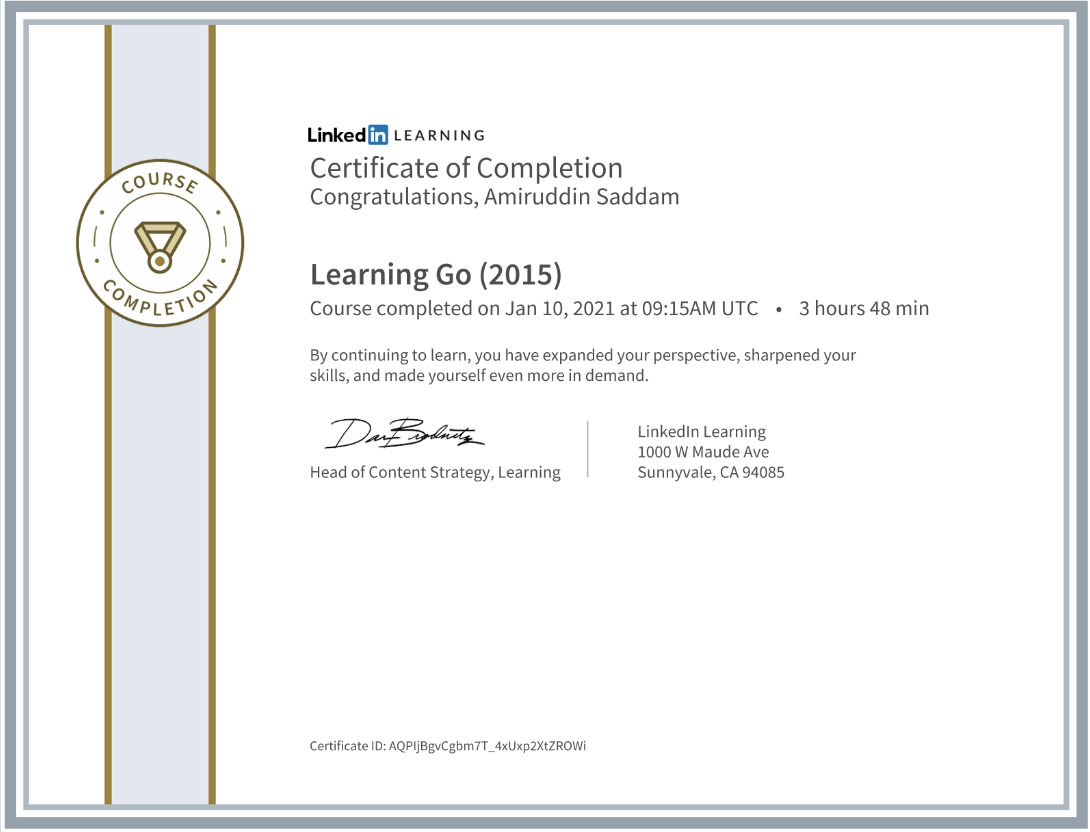 COURSE
COMPLETION
Linked in LEARNING
Certificate of Completion
Congratulations, Amiruddin Saddam
Learning Go (2015)
Course completed on Jan 10, 2021 at 09:15AM UTC • 3 hours 48 min
By continuing to learn, you have expanded your perspective, sharpened your
skills, and made yourself even more in demand.
Head of Content Strategy, Learning
LinkedIn Learning
1000 W Maude Ave
Sunnyvale, CA 94085
Certificate ID: AQPIjBgvCgbm7T_4xUxp2XtZROWi